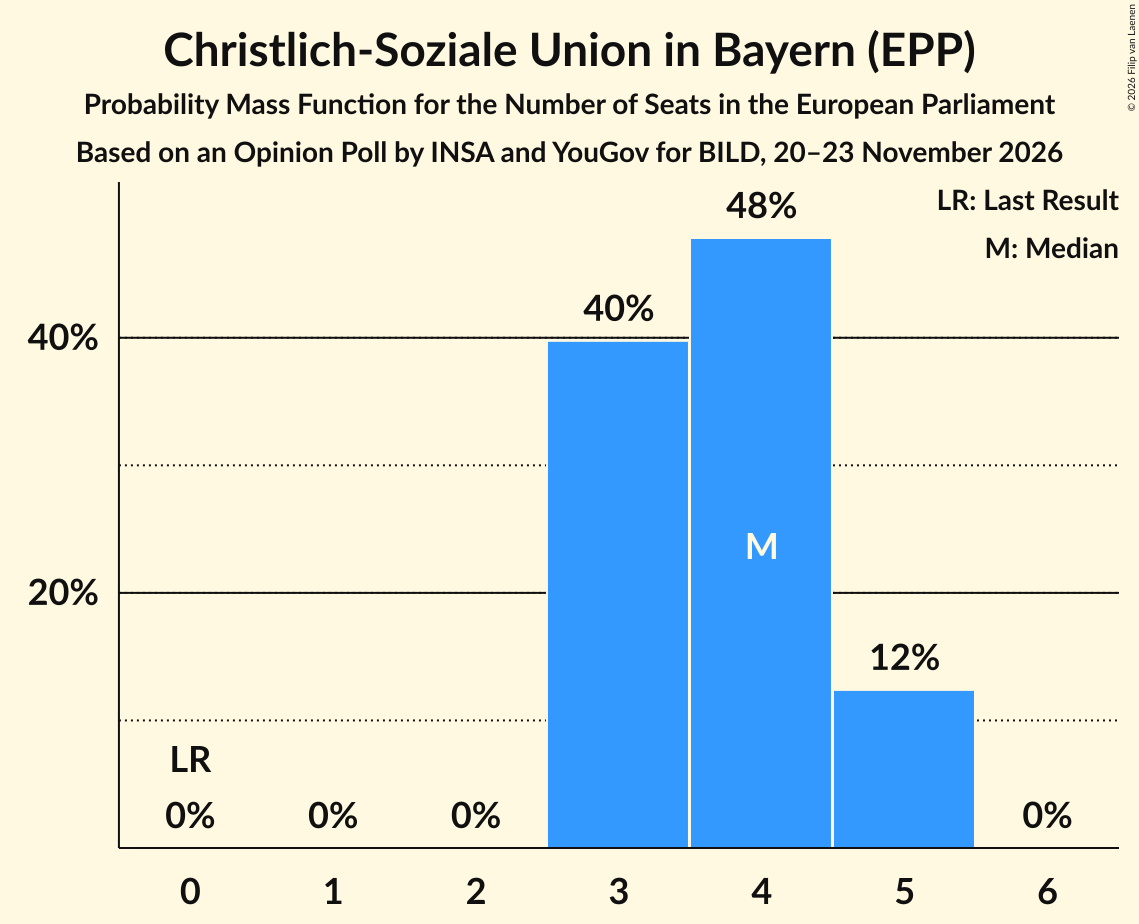 Christlich-Soziale Union in Bayern (EPP)
Probability Mass Function for the Number of Seats in the European Parliament
Based on an Opinion Poll by INSA and YouGov for BILD, 20–23 November 2026
© 2026 Filip van Laenen
LR: Last Result
M: Median
48%
40%
40%
M
20%
12%
LR
0%
0%
0%
0%
0
1
2
3
4
5
6